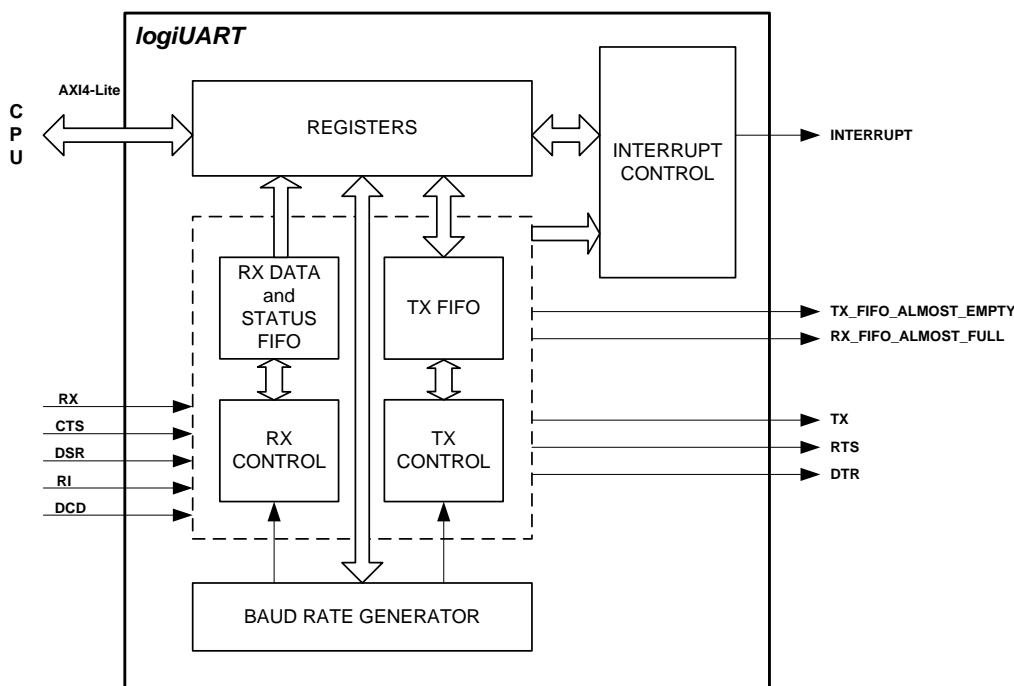 logiUART
AXI4-Lite
C
P
U
REGISTERS
INTERRUPT
CONTROL
INTERRUPT
RX DATA
and
STATUS
FIFO
TX FIFO
TX_FIFO_ALMOST_EMPTY
RX_FIFO_ALMOST_FULL
RX
CTS
DSR
RI
DCD
RX
CONTROL
TX
CONTROL
TX
RTS
DTR
BAUD RATE GENERATOR